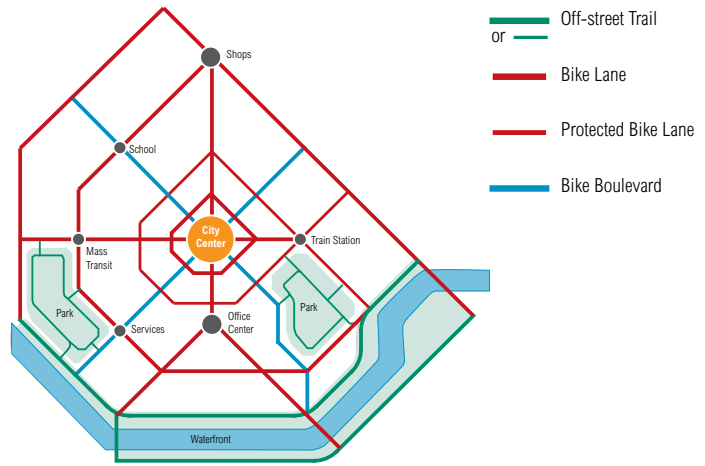 Off-street Trail
or
Bike Lane
Protected Bike Lane
Bike Boulevard
Shops
School
City
Center
Mass
Transit
Train Station
Park
Park
Services
Office
Center
Waterfront